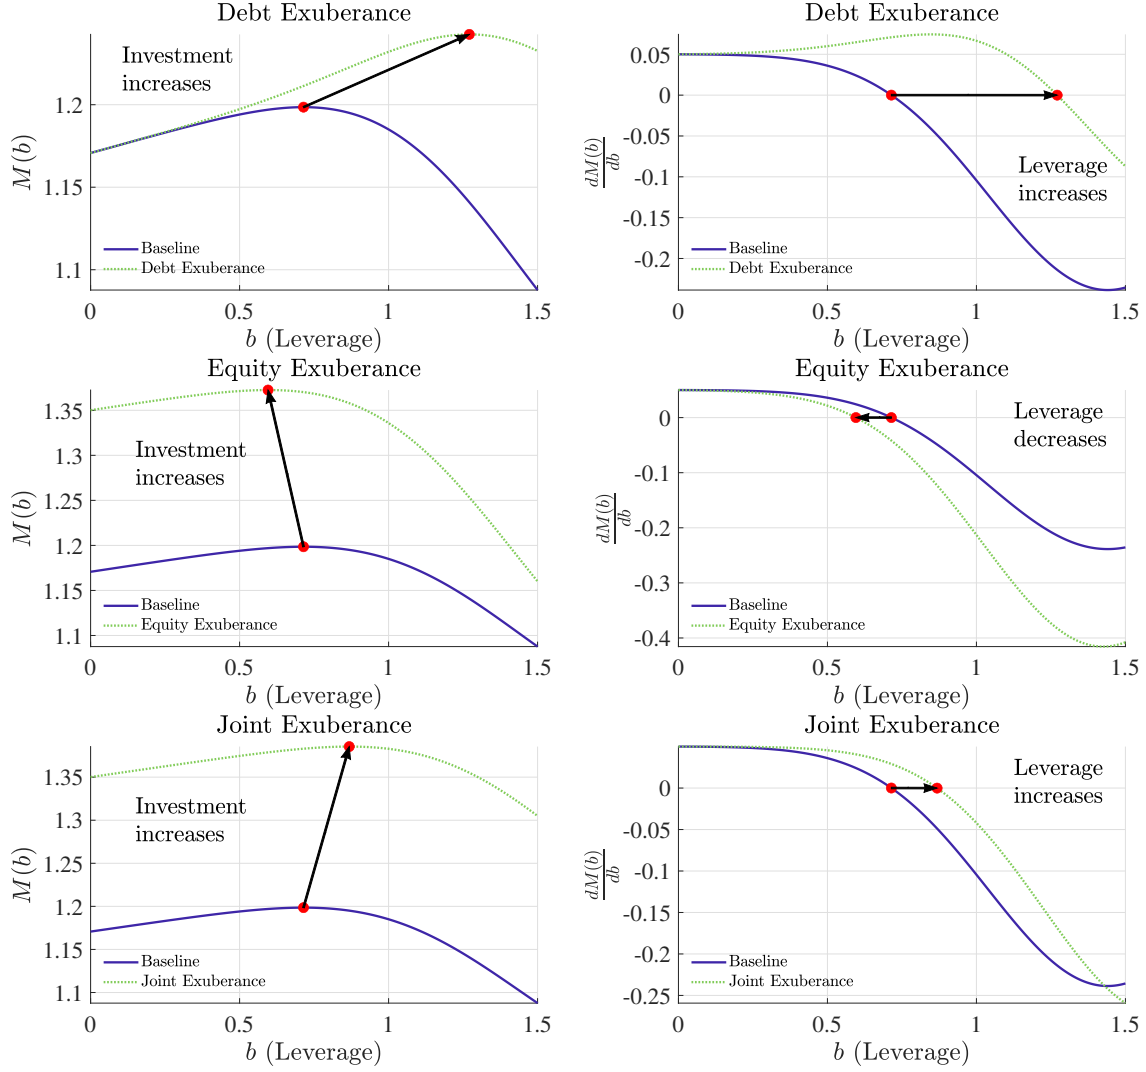 Debt Exuberance
Investment
increases
M(b)
1.2
1.15
1.1
Baseline
Debt Exuberance
0 0.5 1 1.5
b (Leverage)
Debt Exuberance
0.05
0
-0.05
-0.1
-0.15
-0.2
dM(b)
db
Leverage
increases
Baseline
Debt Exuberance
0 0.5 1 1.5
b (Leverage)
Equity Exuberance
1.35
1.3
1.25
1.2
1.15
1.1
M(b)
Investment
increases
Baseline
Equity Exuberance
0 0.5 1 1.5
b (Leverage)
Equity Exuberance
0
-0.1
-0.2
-0.3
-0.4
dM(b)
db
Leverage
decreases
Baseline
Equity Exuberance
0 0.5 1 1.5
b (Leverage)
Joint Exuberance
1.35
1.3
1.25
1.2
1.15
1.1
M(b)
Investment
increases
Baseline
Joint Exuberance
0 0.5 1 1.5
b (Leverage)
Joint Exuberance
0
-0.05
-0.1
-0.15
-0.2
-0.25
dM(b)
db
Leverage
increases
Baseline
Joint Exuberance
0 0.5 1 1.5
b (Leverage)